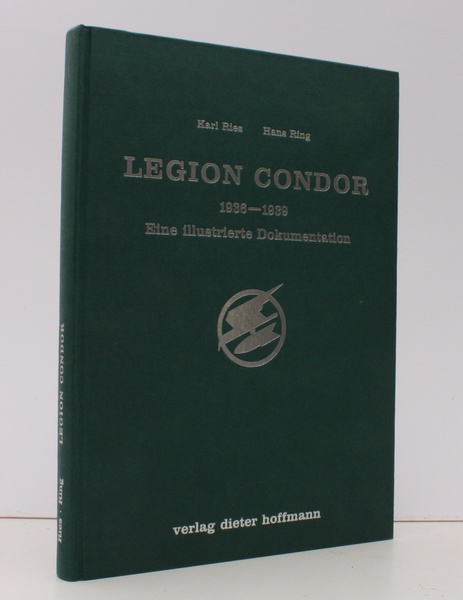 Karl Ries Hans Ring
LEGION CONDOR
1936—1939
Eine illustrierte Dokumentation
verlag dieter hoffmann
Ries · Ring LEGION CONDOR